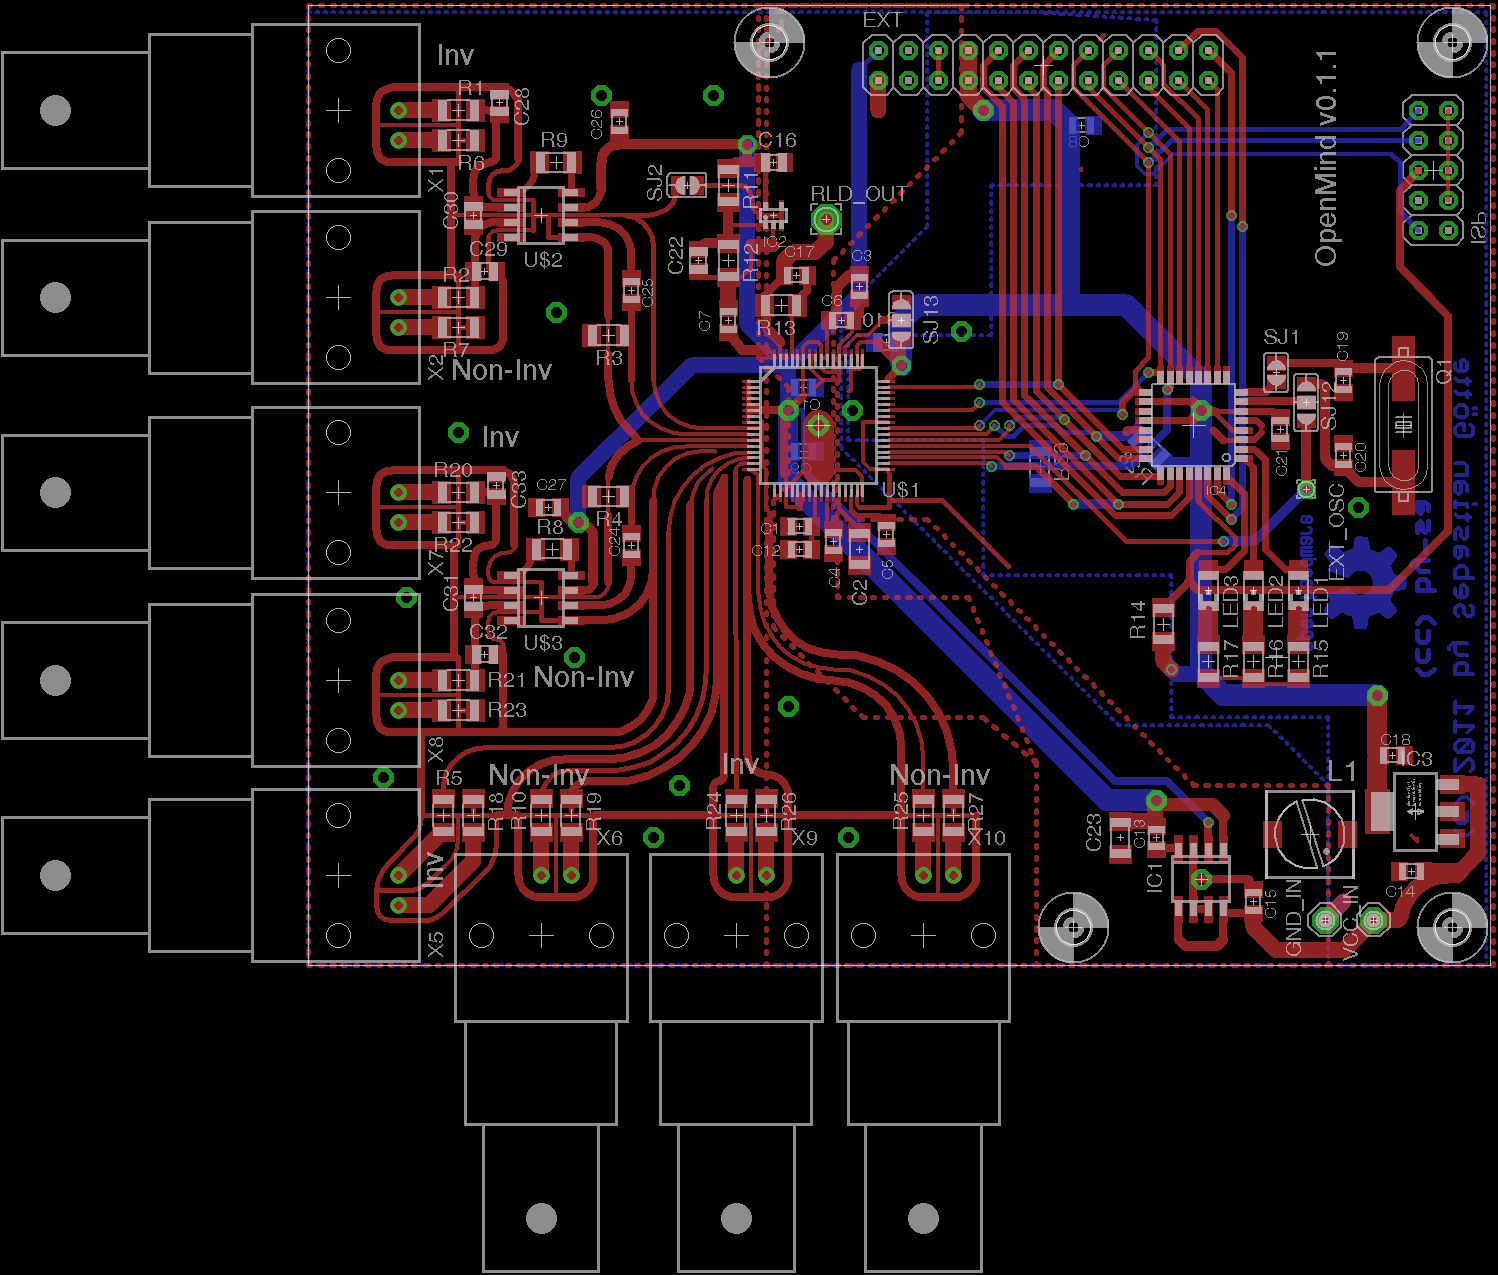 EXT
Inv
R1
C28
R6
X1
C26
R9
C16
SJ2
R11
RLD_OUT
OpenMind v0.1.1
ISP
C30
U$2
C29
R2
R7
X2
Non-Inv
C25
R3
C22
R12
IC2
C17
C3
C7
R13
C6
SJ13
SJ1
C19
SJ12
Q1
C21
C20
IC4
Inv
R20
C33
R22
X7
C27
R8
R4
C24
U$1
C1
C12
C4
C2
C5
EXT_OSC
C31
U$3
C32
R21
R23
X8
Non-Inv
R14
LED3
LED2
LED1
R17
R16
R15
(cc) by-sa
2011 by Sebastian Götte
R5
R18
Non-Inv
R10
R19
X6
Inv
R24
R26
X9
Non-Inv
R25
R27
X10
Inv
X5
C23
C13
IC1
C15
L1
C18
IC3
C14
GND_IN
VCC_IN